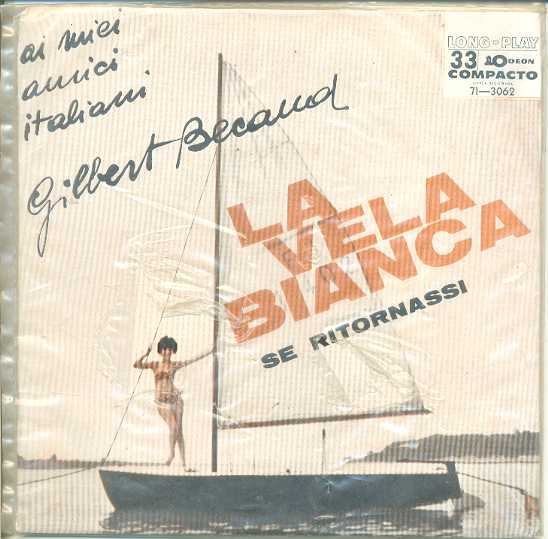 ai miei
amici
italiani
Gilbert Becaud
LONG-PLAY
33 ODEON
COMPACTO
71-3062
LA
VELA
BIANCA
SE RITORNASSI